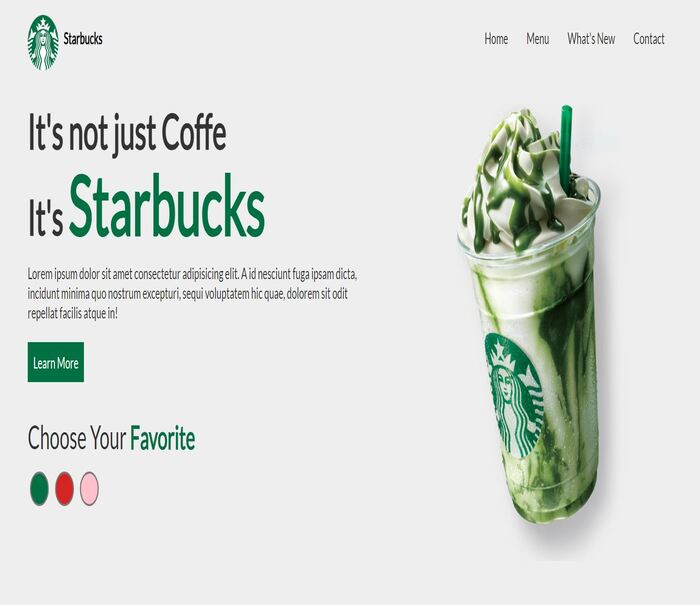 Starbucks
Home Menu What's New Contact
It's not just Coffe
It's Starbucks
Lorem ipsum dolor sit amet consectetur adipisicing elit. A id nesciunt fuga ipsam dicta,
incidunt minima quo nostrum excepturi, sequi voluptatem hic quae, dolorem sit odit
repellat facilis atque in!
Learn More
Choose Your Favorite